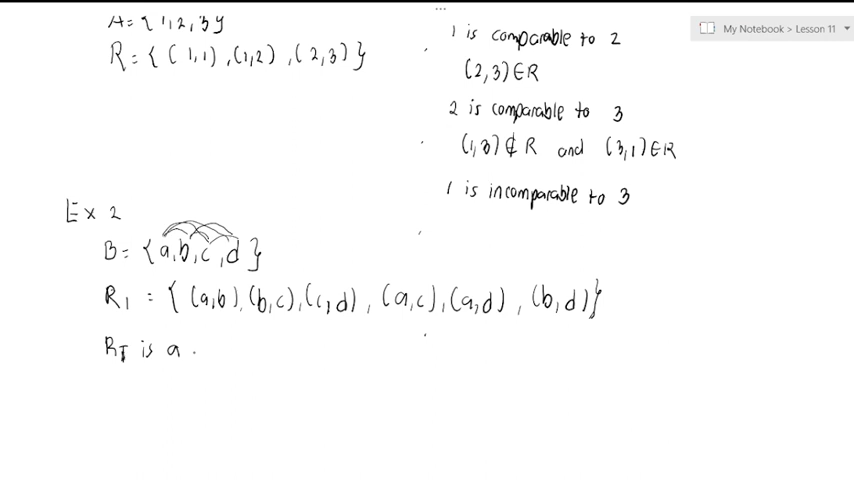 A = {1,2,3}
R = { (1,1) , (1,2) , (2,3) }
1 is comparable to 2
(2,3) ∈ R
2 is comparable to 3
(1,3) ∉ R and (3,1) ∈ R
1 is incomparable to 3
My Notebook > Lesson 11
Ex 2
B = { a, b, c , d }
R1 = { (a,b) , (b,c) , (c,d) , (a,c) , (a,d) , (b,d) }
RI is a